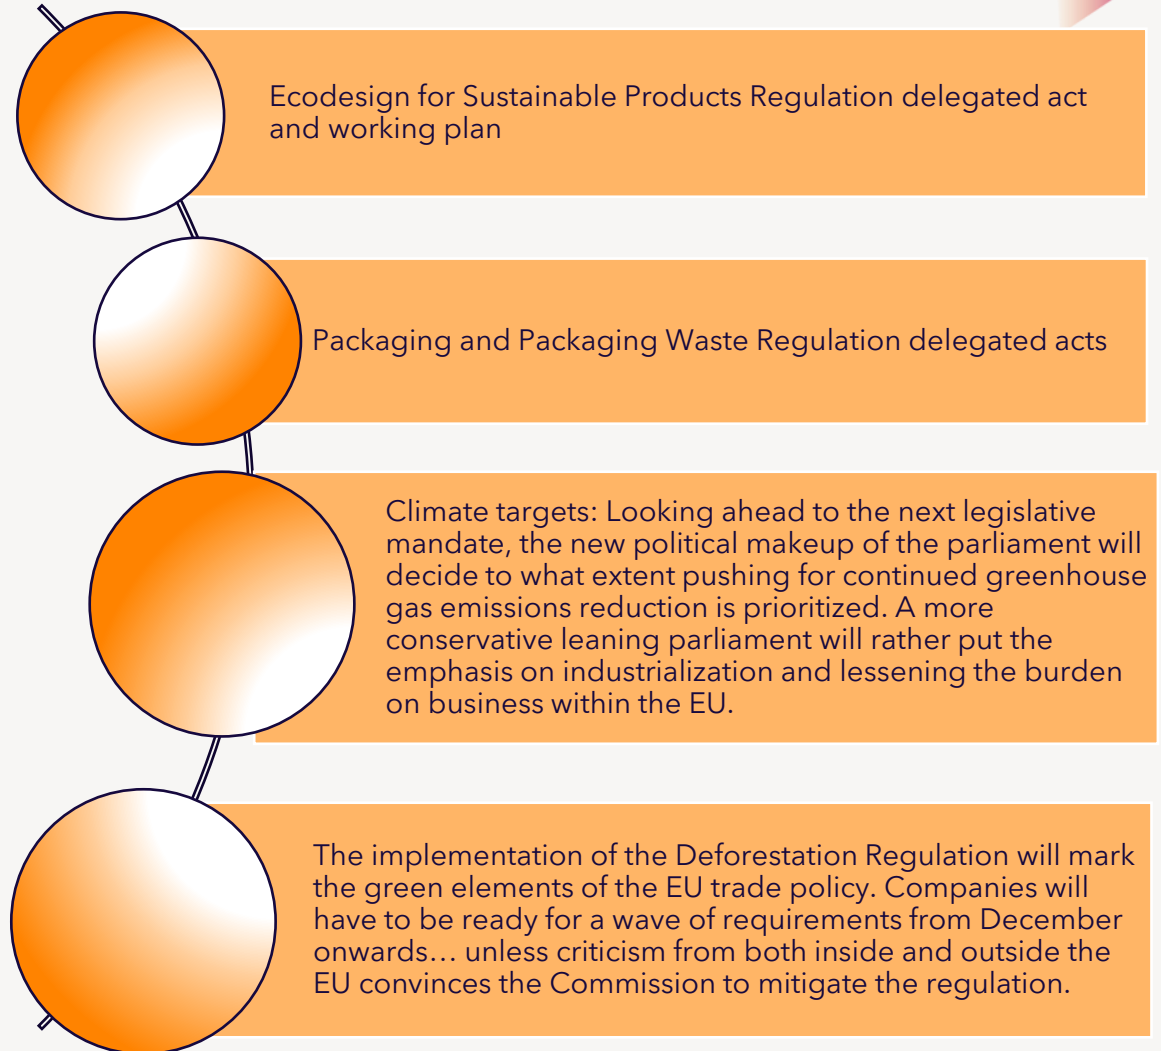 Ecodesign for Sustainable Products Regulation delegated act
and working plan
Packaging and Packaging Waste Regulation delegated acts
Climate targets: Looking ahead to the next legislative
mandate, the new political makeup of the parliament will
decide to what extent pushing for continued greenhouse
gas emissions reduction is prioritized. A more
conservative leaning parliament will rather put the
emphasis on industrialization and lessening the burden
on business within the EU.
The implementation of the Deforestation Regulation will mark
the green elements of the EU trade policy. Companies will
have to be ready for a wave of requirements from December
onwards… unless criticism from both inside and outside the
EU convinces the Commission to mitigate the regulation.